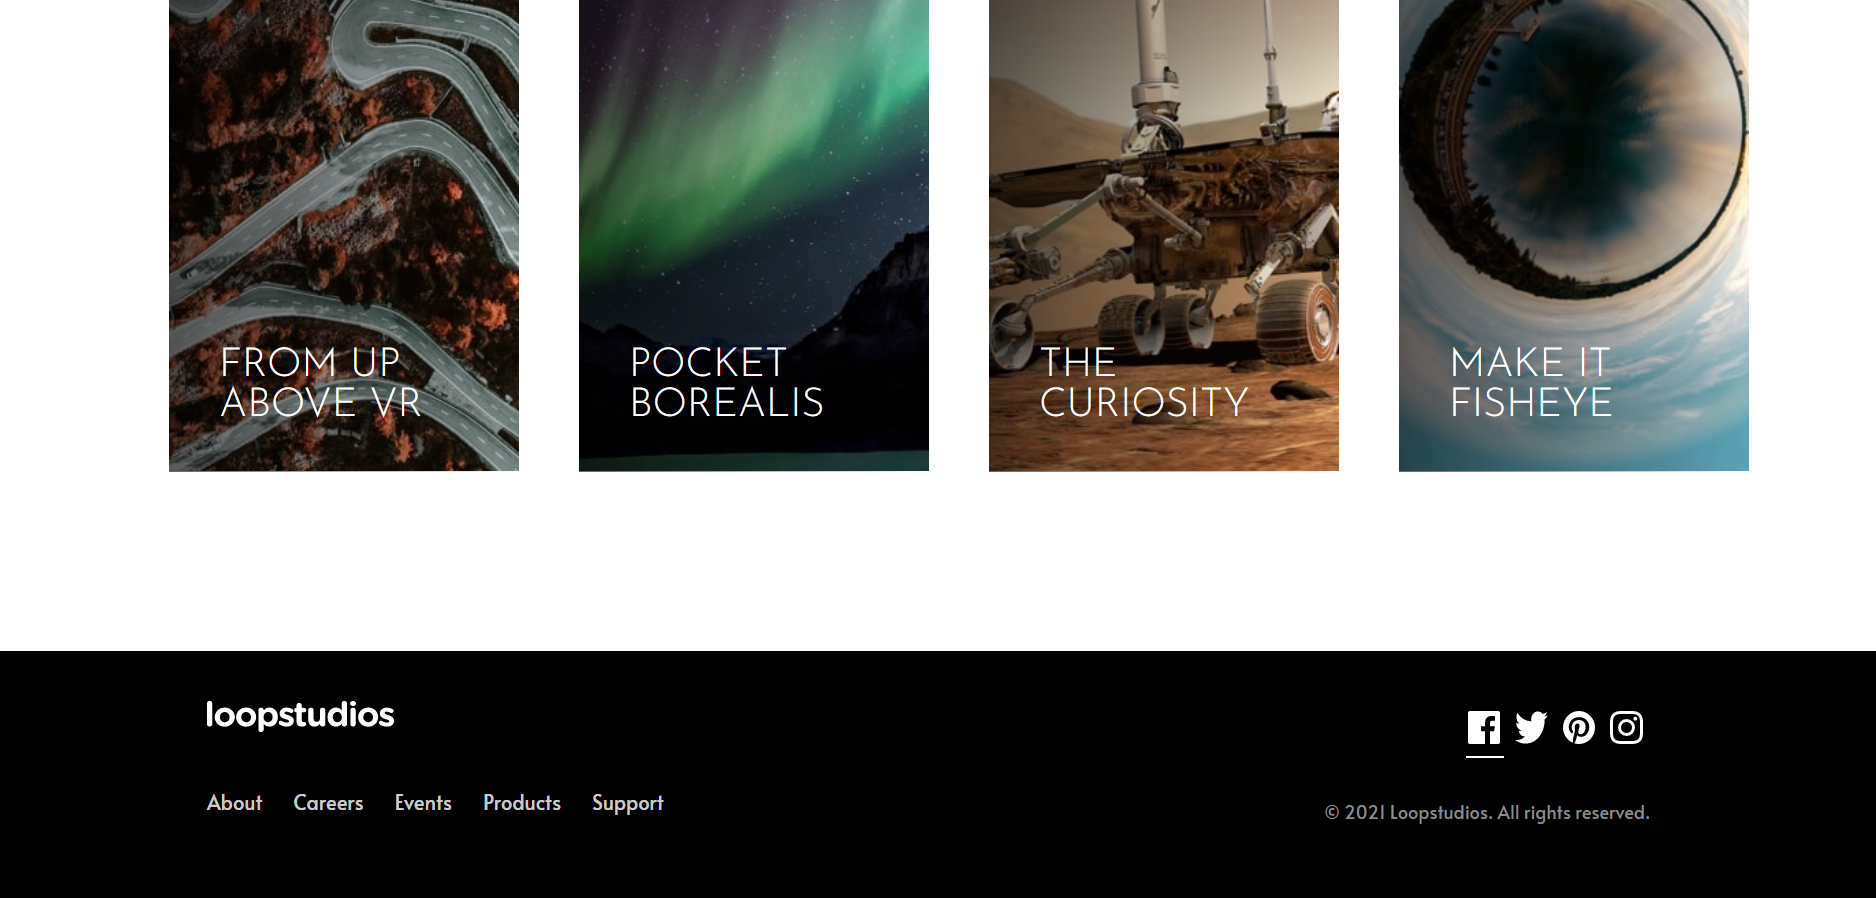 FROM UP
ABOVE VR
POCKET
BOREALIS
THE
CURIOSITY
MAKE IT
FISHEYE
loopstudios
About Careers Events Products Support
© 2021 Loopstudios. All rights reserved.